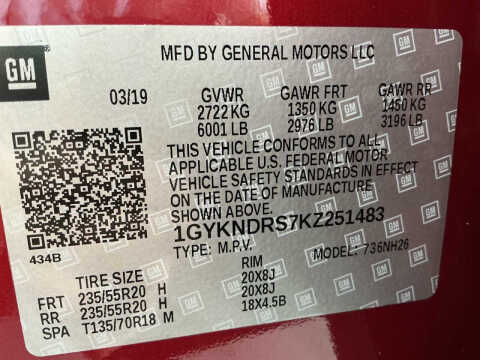 GM
MFD BY GENERAL MOTORS LLC
03/19 GVWR GAWR FRT GAWR RR
2722 KG 1350 KG 1450 KG
6001 LB 2976 LB 3196 LB
THIS VEHICLE CONFORMS TO ALL
APPLICABLE U.S. FEDERAL MOTOR
VEHICLE SAFETY STANDARDS IN EFFECT
ON THE DATE OF MANUFACTURE
SHOWN ABOVE.
1GYKNDRS7KZ251483
434B TYPE: M.P.V. MODEL: 736NH26
TIRE SIZE RIM
FRT 235/55R20 H 20X8J
RR 235/55R20 H 20X8J
SPA T135/70R18 M 18X4.5B